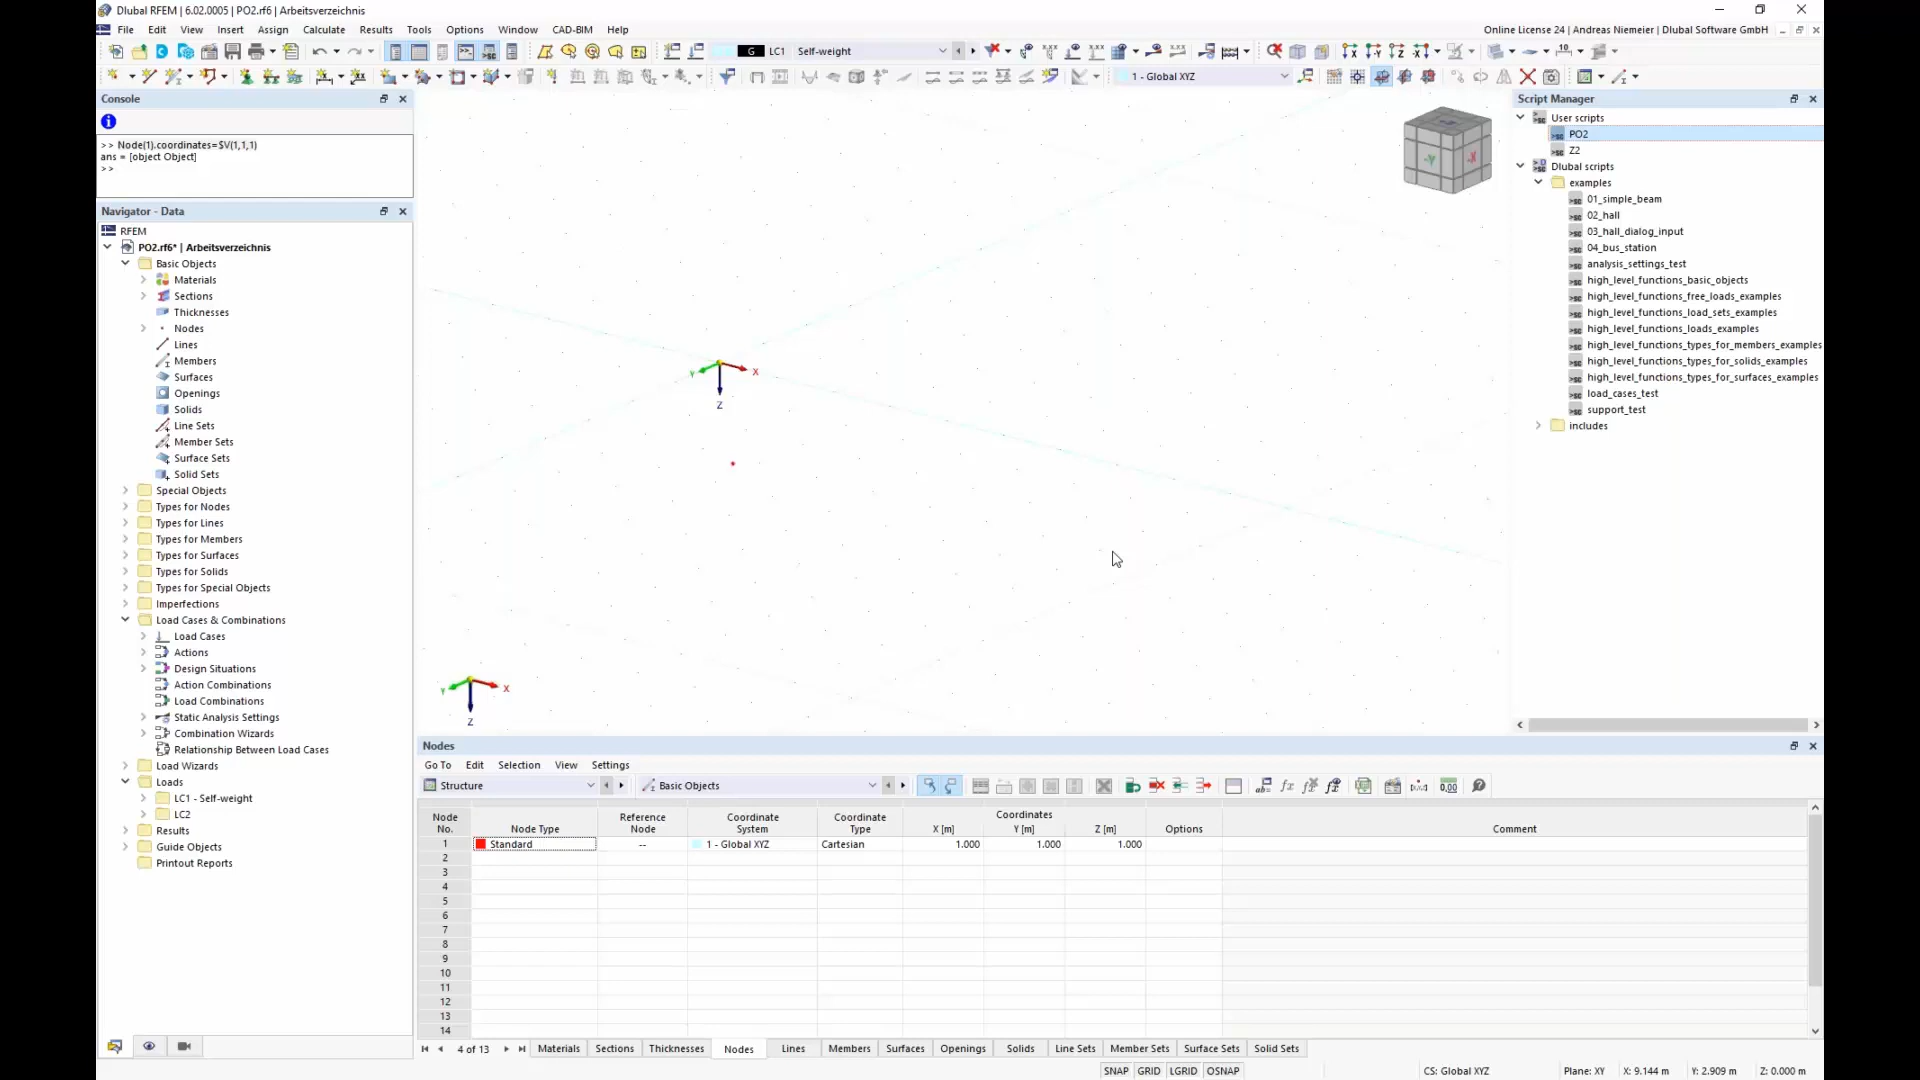 Dlubal RFEM | 6.02.0005 | PO2.rf6 | Arbeitsverzeichnis
File Edit View Insert Assign Calculate Results Tools Options Window CAD-BIM Help
Online License 24 | Andreas Niemeier | Dlubal Software GmbH
G LC1 Self-weight
1 - Global XYZ
Console
>> Node(1).coordinates=$V(1,1,1)
ans = [object Object]
>>
Navigator - Data
RFEM
PO2.rf6* | Arbeitsverzeichnis
Basic Objects
Materials
Sections
Thicknesses
Nodes
Lines
Members
Surfaces
Openings
Solids
Line Sets
Member Sets
Surface Sets
Solid Sets
Special Objects
Types for Nodes
Types for Lines
Types for Members
Types for Surfaces
Types for Solids
Types for Special Objects
Imperfections
Load Cases & Combinations
Load Cases
Actions
Design Situations
Action Combinations
Load Combinations
Static Analysis Settings
Combination Wizards
Relationship Between Load Cases
Load Wizards
Loads
LC1 - Self-weight
LC2
Results
Guide Objects
Printout Reports
Y X
Z
Y X
Z
-Y -X
Script Manager
User scripts
PO2
Z2
Dlubal scripts
examples
01_simple_beam
02_hall
03_hall_dialog_input
04_bus_station
analysis_settings_test
high_level_functions_basic_objects
high_level_functions_free_loads_examples
high_level_functions_load_sets_examples
high_level_functions_loads_examples
high_level_functions_types_for_members_examples
high_level_functions_types_for_solids_examples
high_level_functions_types_for_surfaces_examples
load_cases_test
support_test
includes
Nodes
Go To Edit Selection View Settings
Structure Basic Objects
Node No. Node Type Reference Node Coordinate System Coordinate Type Coordinates X [m] Y [m] Z [m] Options Comment
1 Standard -- 1 - Global XYZ Cartesian 1.000 1.000 1.000
2
3
4
5
6
7
8
9
10
11
12
13
14
4 of 13 Materials Sections Thicknesses Nodes Lines Members Surfaces Openings Solids Line Sets Member Sets Surface Sets Solid Sets
SNAP GRID LGRID OSNAP CS: Global XYZ Plane: XY X: 9.144 m Y: 2.909 m Z: 0.000 m